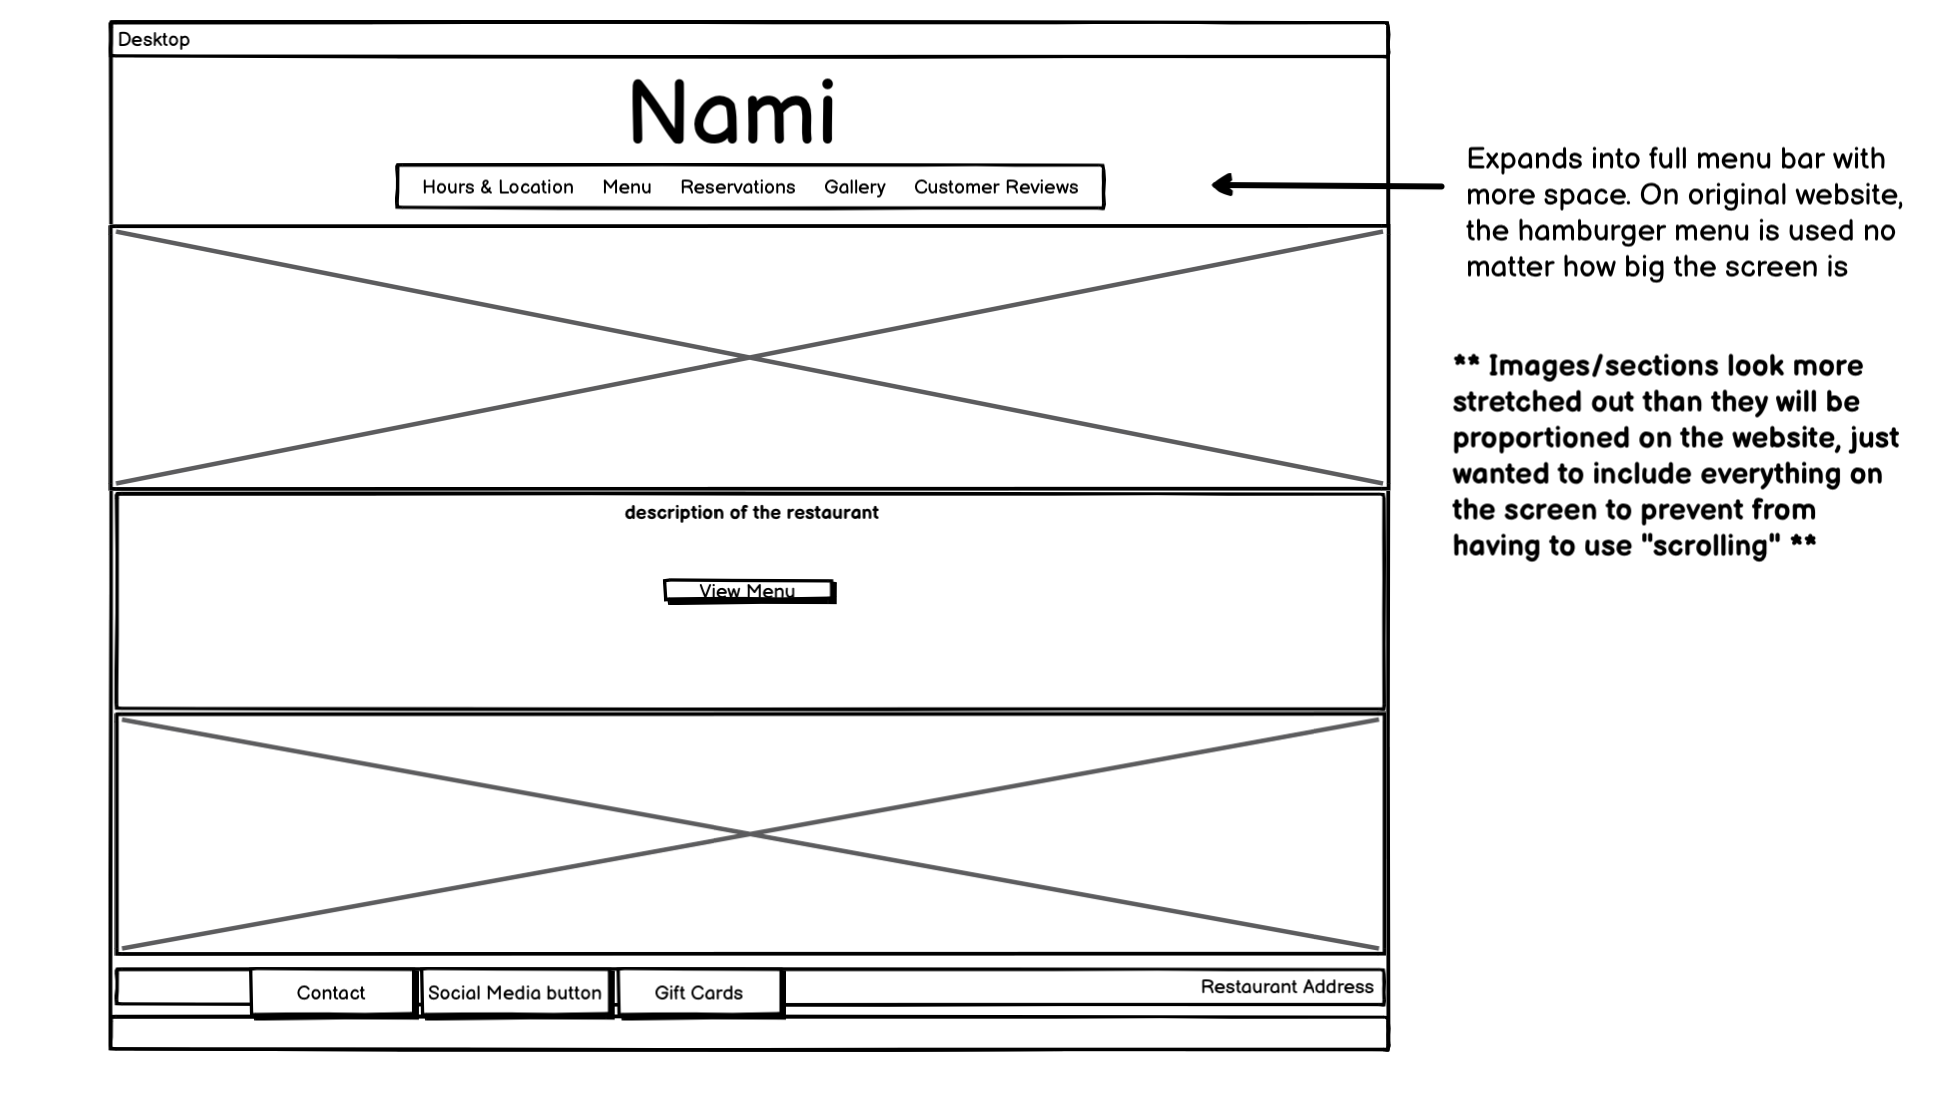 Desktop
Nami
Hours & Location Menu Reservations Gallery Customer Reviews
Expands into full menu bar with
more space. On original website,
the hamburger menu is used no
matter how big the screen is
** Images/sections look more
stretched out than they will be
proportioned on the website, just
wanted to include everything on
the screen to prevent from
having to use "scrolling" **
description of the restaurant
View Menu
Contact
Social Media button
Gift Cards
Restaurant Address